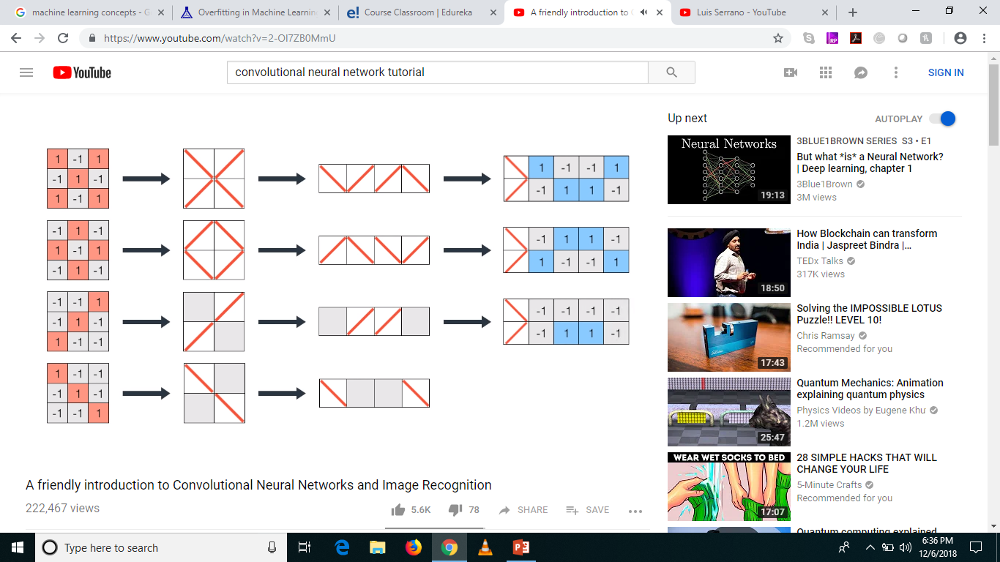 machine learning concepts - G
Overfitting in Machine Learning
Course Classroom | Edureka
A friendly introduction to C
Luis Serrano - YouTube
https://www.youtube.com/watch?v=2-OI7ZB0MmU
YouTube
convolutional neural network tutorial
SIGN IN
Up next
AUTOPLAY
1 -1 1
-1 1 -1
1 -1 1
1 -1 -1 1
-1 1 1 -1
-1 1 -1
1 -1 1
-1 1 -1
-1 1 1 -1
1 -1 -1 1
-1 -1 1
-1 1 -1
1 -1 -1
-1 -1 -1 -1
-1 1 1 -1
1 -1 -1
-1 1 -1
-1 -1 1
Neural Networks
19:13
3BLUE1BROWN SERIES S3 • E1
But what *is* a Neural Network?
| Deep learning, chapter 1
3Blue1Brown
3M views
18:50
How Blockchain can transform
India | Jaspreet Bindra |...
TEDx Talks
317K views
17:43
Solving the IMPOSSIBLE LOTUS
Puzzle!! LEVEL 10!
Chris Ramsay
Recommended for you
25:47
Quantum Mechanics: Animation
explaining quantum physics
Physics Videos by Eugene Khu
1.2M views
WEAR WET SOCKS TO BED
17:07
28 SIMPLE HACKS THAT WILL
CHANGE YOUR LIFE
5-Minute Crafts
Recommended for you
Quantum computing explained
A friendly introduction to Convolutional Neural Networks and Image Recognition
222,467 views
5.6K
78
SHARE
SAVE
Type here to search
6:36 PM
12/6/2018